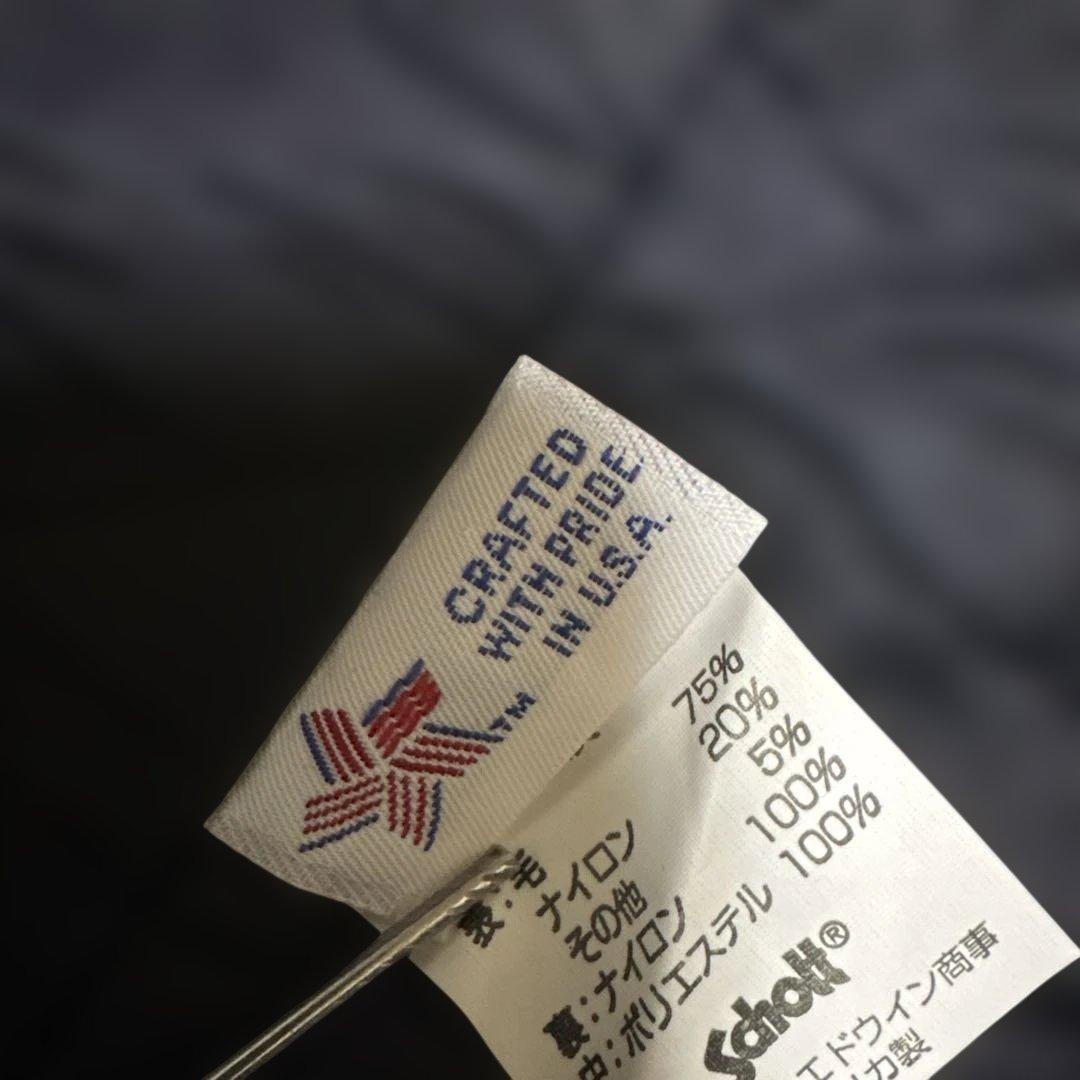 CRAFTED
WITH PRIDE
IN U.S.A.
TM
表:毛 75%
ナイロン 20%
その他 5%
裏:ナイロン 100%
中:ポリエステル 100%
Schott®
エドウイン商事
カ製